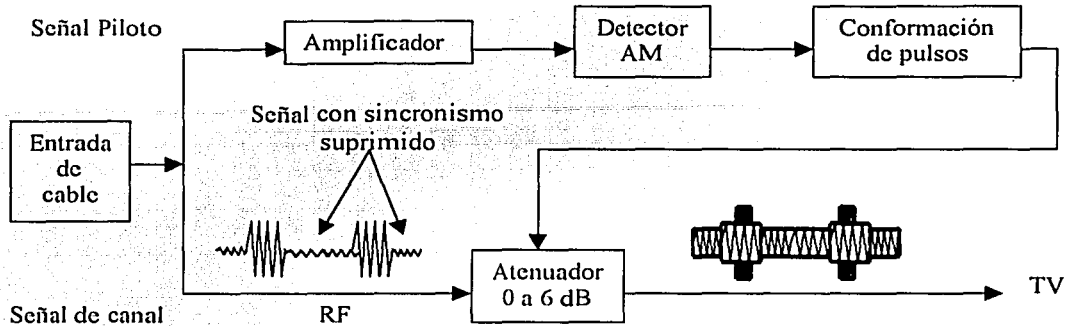 Señal Piloto
Amplificador
Detector
AM
Conformación
de pulsos
Señal con sincronismo
suprimido
Entrada
de
cable
Atenuador
0 a 6 dB
TV
Señal de canal
RF